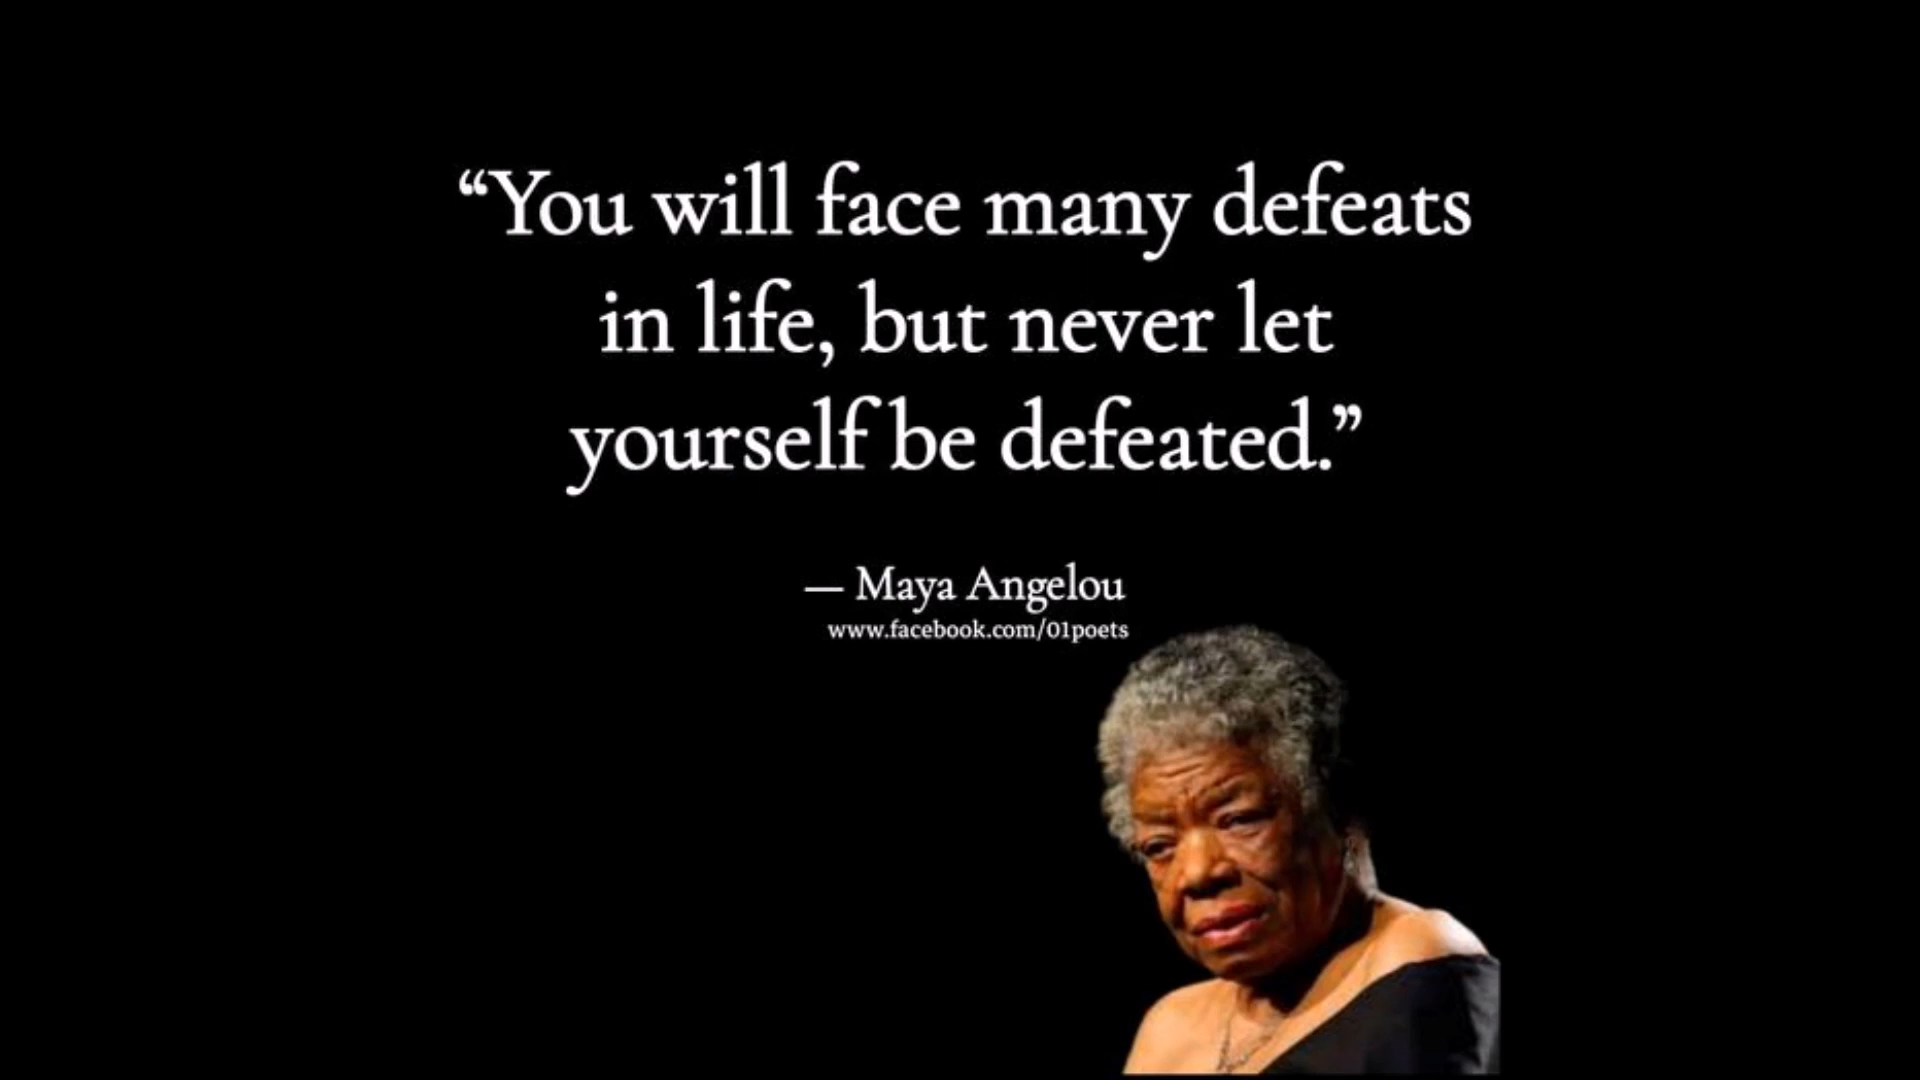 “You will face many defeats
in life, but never let
yourself be defeated.”
— Maya Angelou
www.facebook.com/01poets